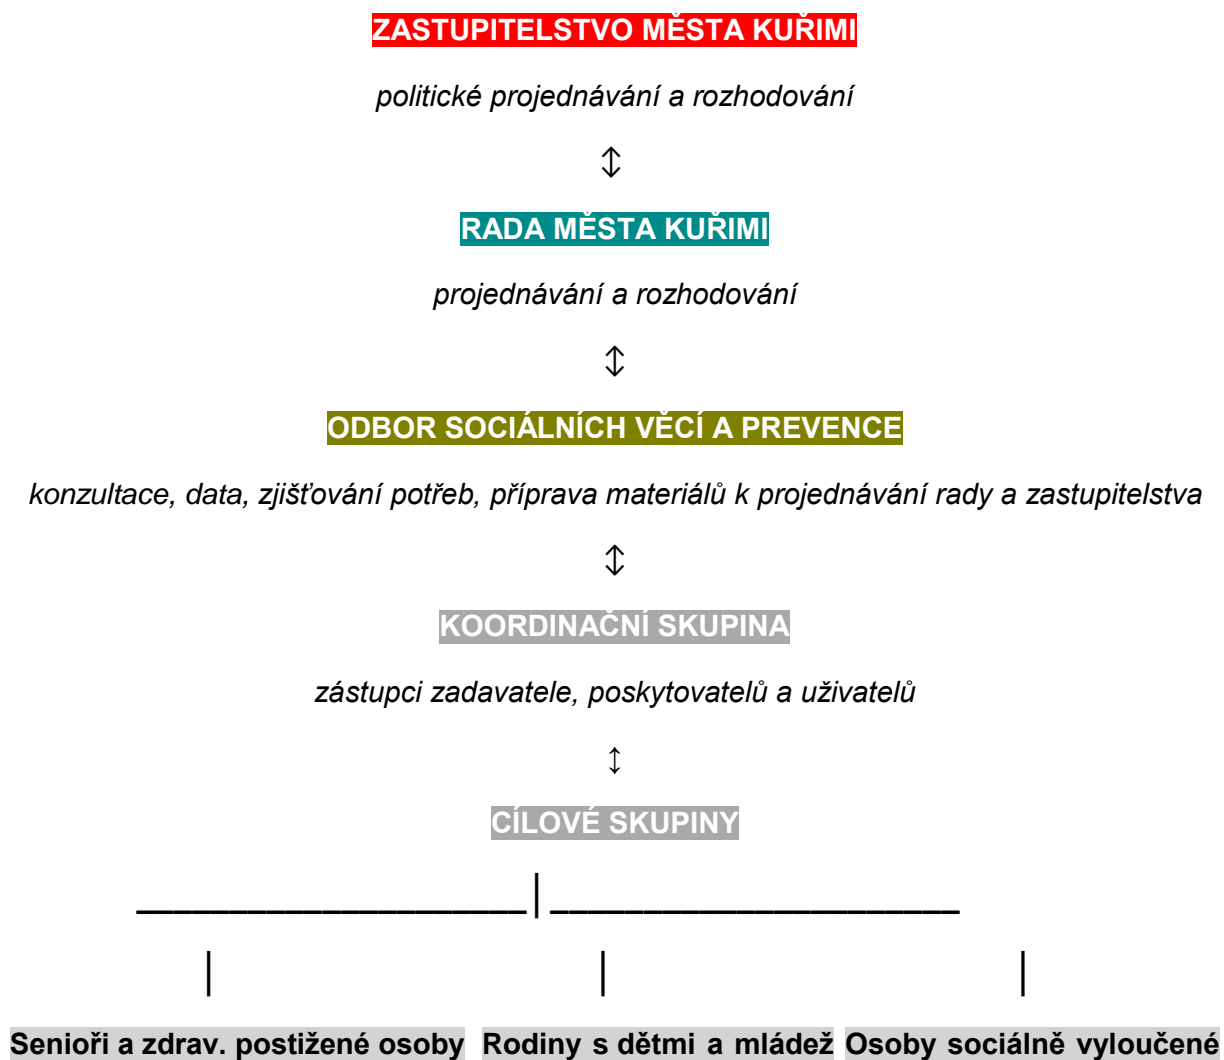 ZASTUPITELSTVO MĚSTA KUŘIMI
politické projednávání a rozhodování
↕
RADA MĚSTA KUŘIMI
projednávání a rozhodování
↕
ODBOR SOCIÁLNÍCH VĚCÍ A PREVENCE
konzultace, data, zjišťování potřeb, příprava materiálů k projednávání rady a zastupitelstva
↕
KOORDINAČNÍ SKUPINA
zástupci zadavatele, poskytovatelů a uživatelů
↕
CÍLOVÉ SKUPINY
Senioři a zdrav. postižené osoby Rodiny s dětmi a mládež Osoby sociálně vyloučené